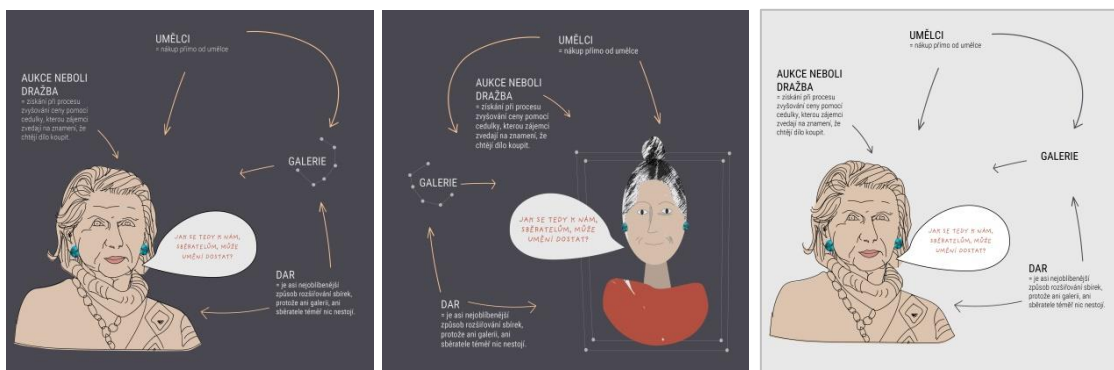 UMĚLCI
= nákup přímo od umělce
AUKCE NEBOLI
DRAŽBA
= získání při procesu
zvyšování ceny pomocí
cedulky, kterou zájemci
zvedají na znamení, že
chtějí dílo koupit.
GALERIE
JAK SE TEDY K NÁM,
SBĚRATELŮM, MŮŽE
UMĚNÍ DOSTAT?
DAR
= je asi nejoblíbenější
způsob rozšiřování sbírek,
protože ani galerii, ani
sběratele téměř nic nestojí.
UMĚLCI
= nákup přímo od umělce
AUKCE NEBOLI
DRAŽBA
= získání při procesu
zvyšování ceny pomocí
cedulky, kterou zájemci
zvedají na znamení, že
chtějí dílo koupit.
GALERIE
JAK SE TEDY K NÁM,
SBĚRATELŮM, MŮŽE
UMĚNÍ DOSTAT?
DAR
= je asi nejoblíbenější
způsob rozšiřování sbírek,
protože ani galerii, ani
sběratele téměř nic nestojí.
UMĚLCI
= nákup přímo od umělce
AUKCE NEBOLI
DRAŽBA
= získání při procesu
zvyšování ceny pomocí
cedulky, kterou zájemci
zvedají na znamení, že
chtějí dílo koupit.
GALERIE
JAK SE TEDY K NÁM,
SBĚRATELŮM, MŮŽE
UMĚNÍ DOSTAT?
DAR
= je asi nejoblíbenější
způsob rozšiřování sbírek,
protože ani galerii, ani
sběratele téměř nic nestojí.